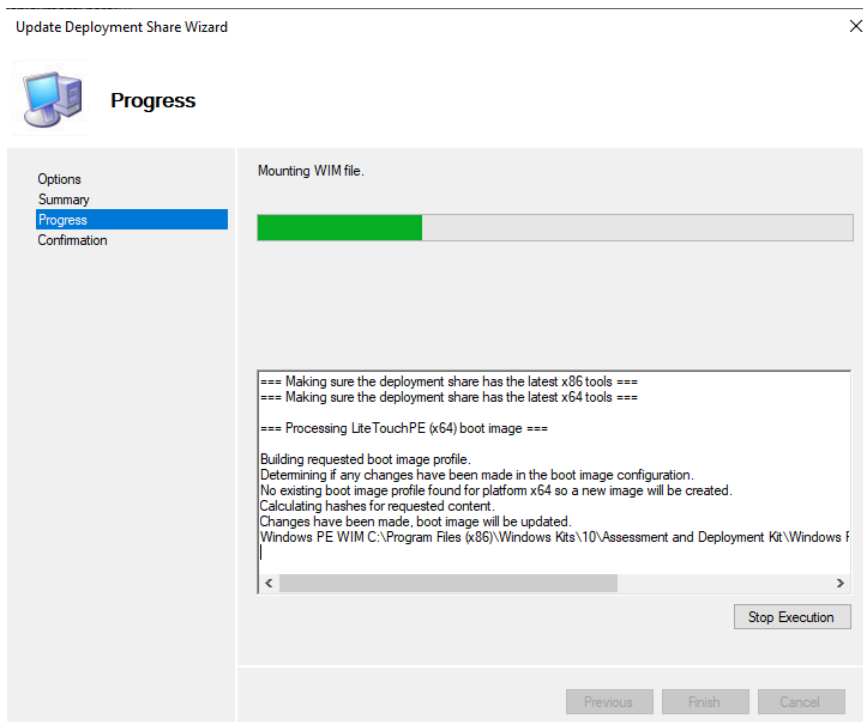 Update Deployment Share Wizard
Progress
Options
Summary
Progress
Confirmation
Mounting WIM file.
=== Making sure the deployment share has the latest x86 tools ===
=== Making sure the deployment share has the latest x64 tools ===
=== Processing LiteTouchPE (x64) boot image ===
Building requested boot image profile.
Determining if any changes have been made in the boot image configuration.
No existing boot image profile found for platform x64 so a new image will be created.
Calculating hashes for requested content.
Changes have been made, boot image will be updated.
Windows PE WIM C:\Program Files (x86)\Windows Kits\10\Assessment and Deployment Kit\Windows
Stop Execution
Previous
Finish
Cancel